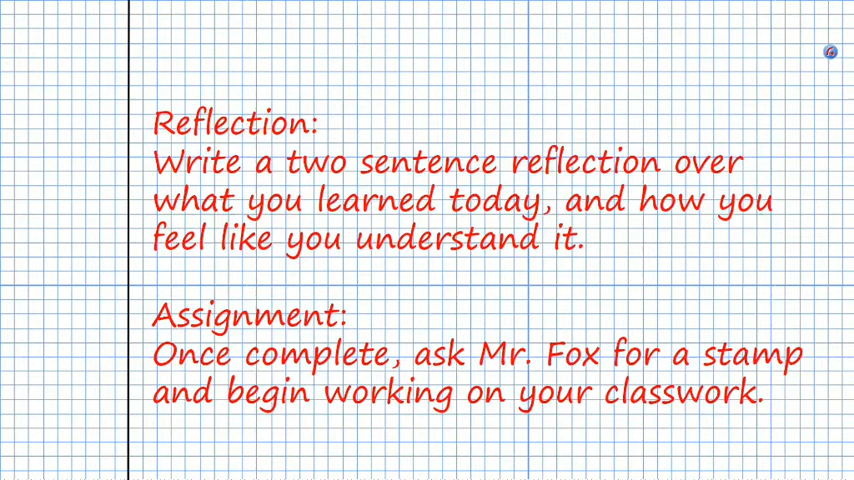 Reflection:
Write a two sentence reflection over
what you learned today, and how you
feel like you understand it.
Assignment:
Once complete, ask Mr. Fox for a stamp
and begin working on your classwork.